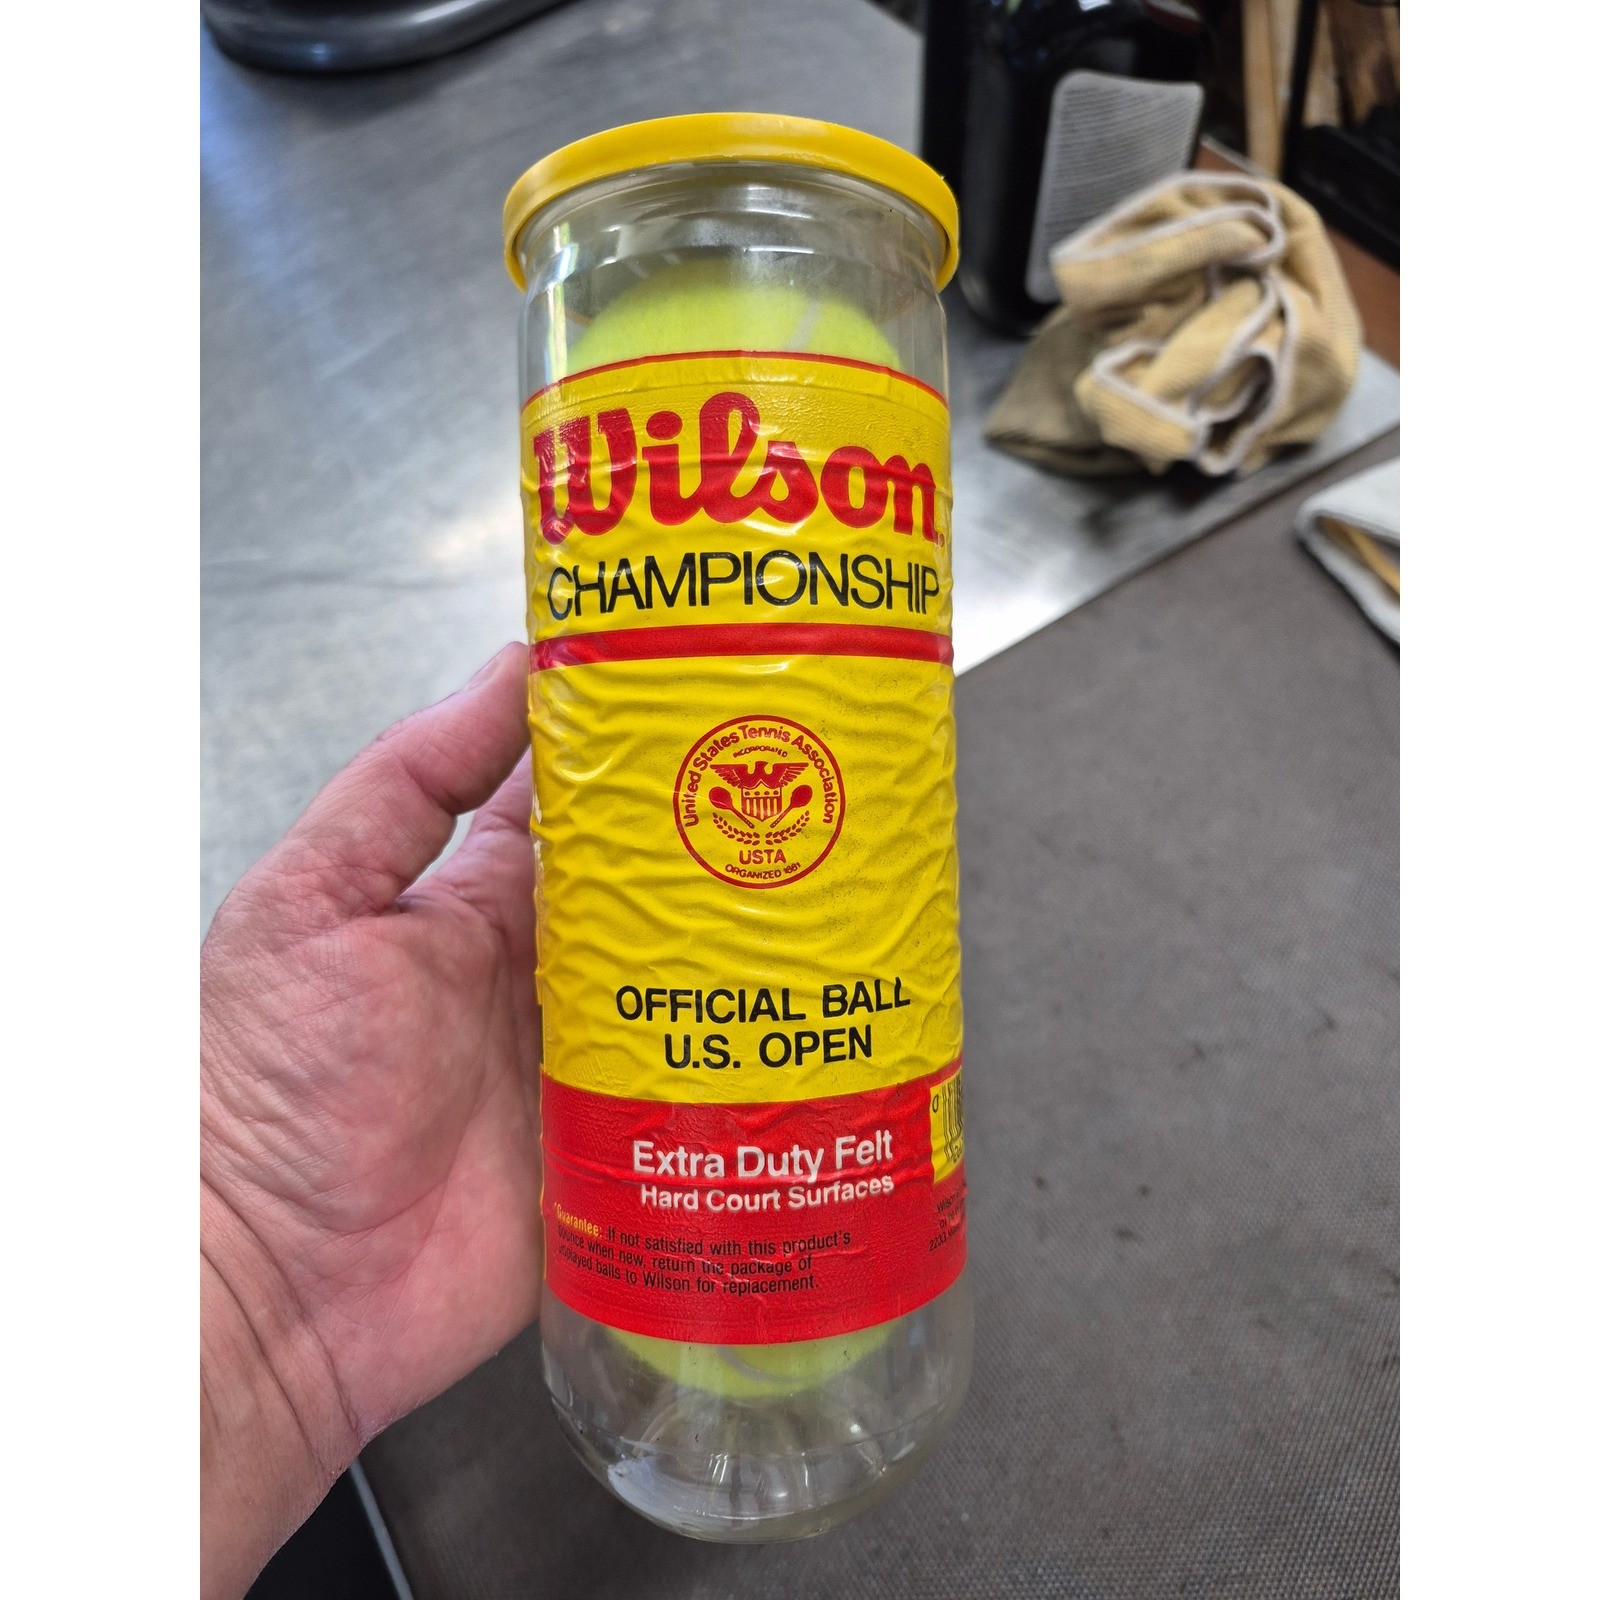 Wilson
CHAMPIONSHIP
United States Tennis Association
INCORPORATED
USTA
ORGANIZED 1881
OFFICIAL BALL
U.S. OPEN
0
Extra Duty Felt
Hard Court Surfaces
Guarantee: If not satisfied with this product's
bounce when new, return the package of
displayed balls to Wilson for replacement.